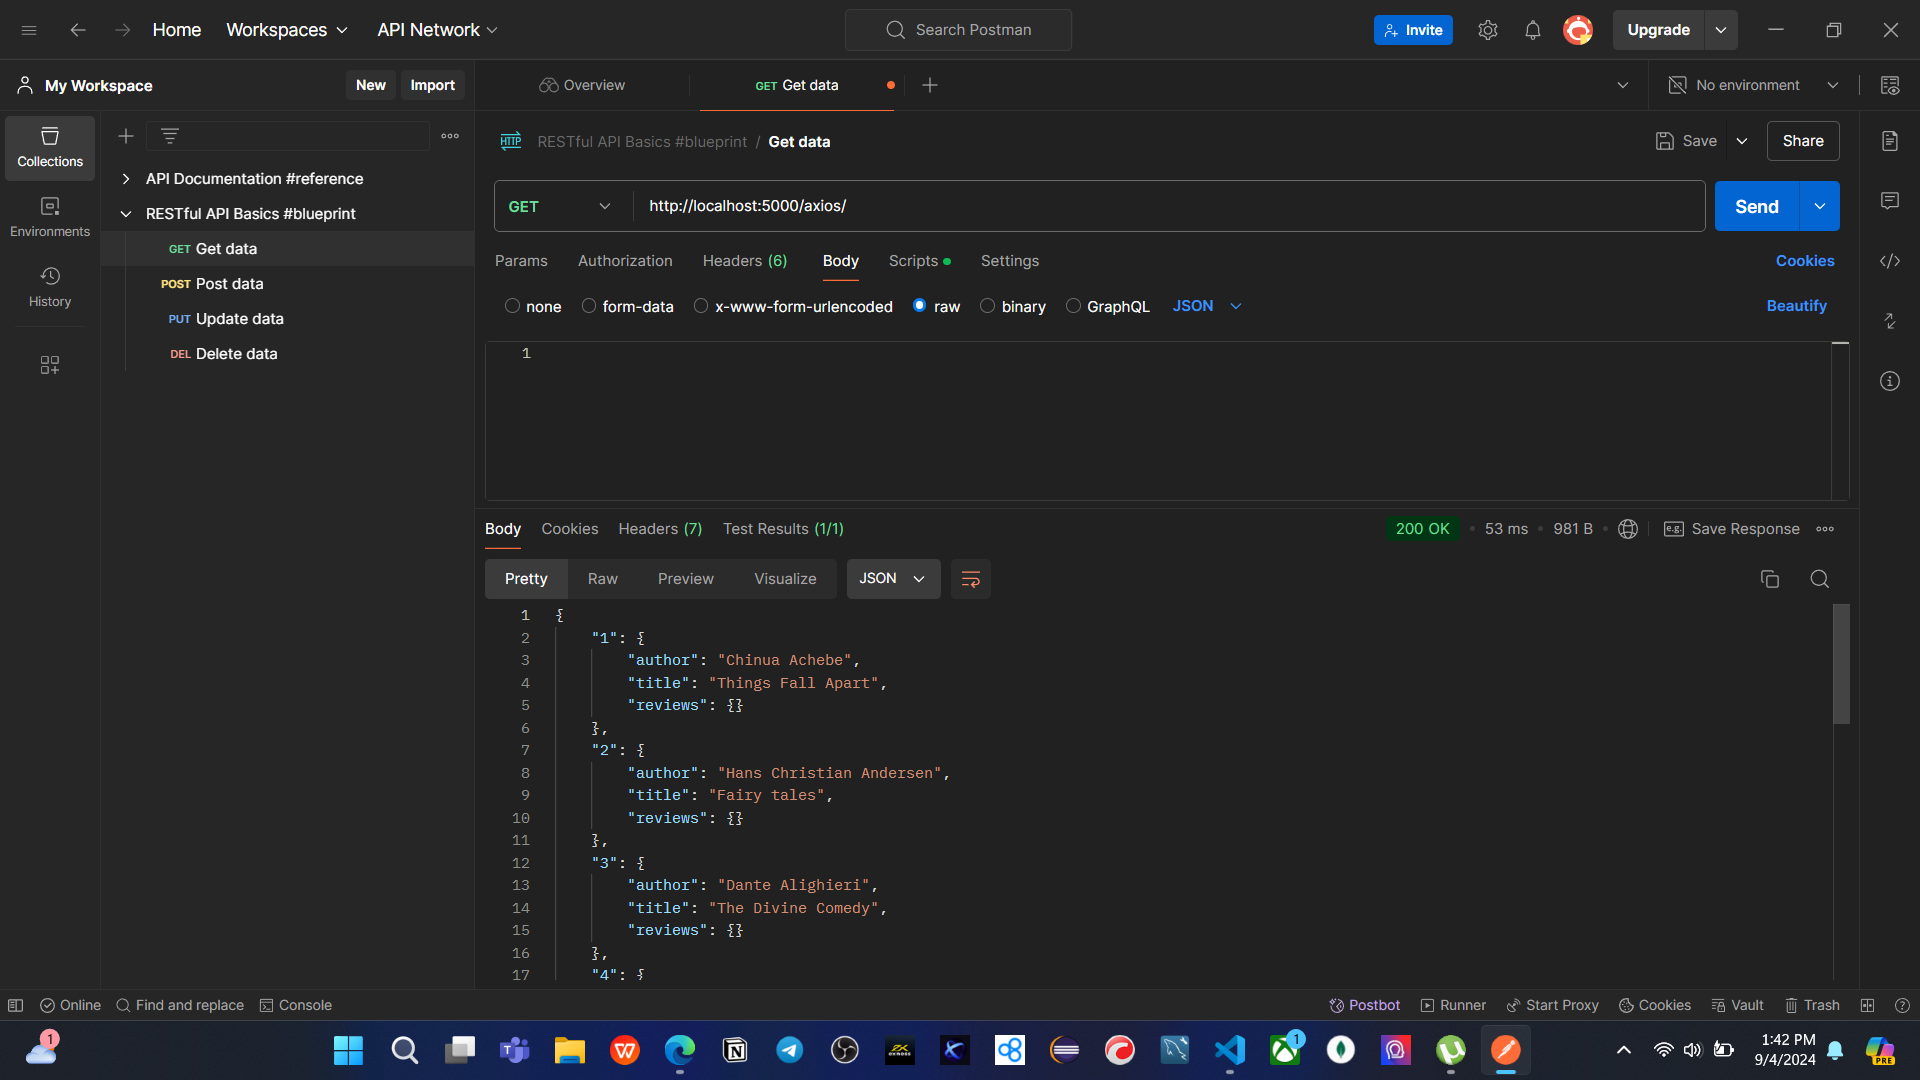 Home Workspaces API Network Search Postman Invite Upgrade
My Workspace New Import Overview GET Get data No environment
Collections
API Documentation #reference
RESTful API Basics #blueprint
GET Get data
POST Post data
PUT Update data
DEL Delete data
Environments
History
HTTP RESTful API Basics #blueprint / Get data Save Share
GET http://localhost:5000/axios/ Send
Params Authorization Headers (6) Body Scripts Settings Cookies
none form-data x-www-form-urlencoded raw binary GraphQL JSON Beautify
1
Body Cookies Headers (7) Test Results (1/1) 200 OK 53 ms 981 B e.g. Save Response
Pretty Raw Preview Visualize JSON
1 {
2 "1": {
3 "author": "Chinua Achebe",
4 "title": "Things Fall Apart",
5 "reviews": {}
6 },
7 "2": {
8 "author": "Hans Christian Andersen",
9 "title": "Fairy tales",
10 "reviews": {}
11 },
12 "3": {
13 "author": "Dante Alighieri",
14 "title": "The Divine Comedy",
15 "reviews": {}
16 },
17 "4": {
Online Find and replace Console Postbot Runner Start Proxy Cookies Vault Trash
1 1 1:42 PM
9/4/2024 PRE